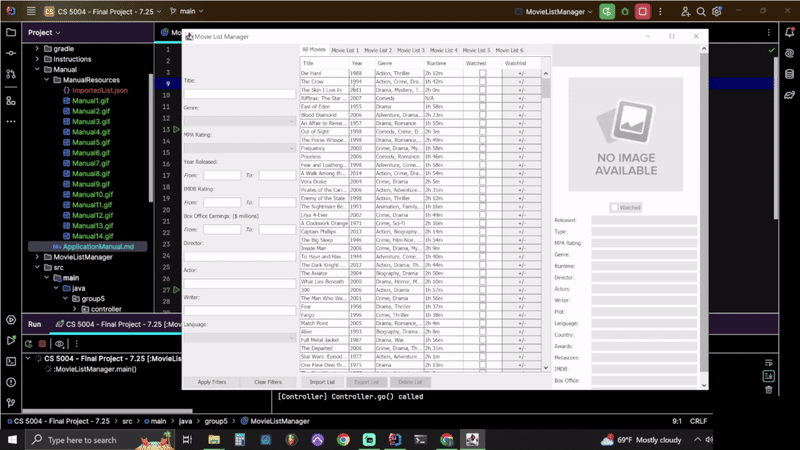 CS 5004 - Final Project - 7.25
main
MovieListManager
Project
gradle
Instructions
Manual
ManualResources
ImportedList.json
Manual1.gif
Manual2.gif
Manual3.gif
Manual4.gif
Manual5.gif
Manual6.gif
Manual7.gif
Manual8.gif
Manual9.gif
Manual10.gif
Manual11.gif
Manual12.gif
Manual13.gif
Manual14.gif
ApplicationManual.md
MovieListManager
src
main
java
group5
controller
1
2
3
4
5
8
9
10
11
12
13
14
15
16
17
18
19
20
26
27
28
Movie List Manager
Title:
Genre:
MPA Rating:
Year Released:
From: To:
IMDB Rating:
From: To:
Box Office Earnings: ($ millions)
From: To:
Director:
Actor:
Writer:
Language:
Apply Filters Clear Filters
All Movies Movie List 1 Movie List 2 Movie List 3 Movie List 4 Movie List 5 Movie List 6
Title Year Genre Runtime Watched Watchlist
Die Hard 1988 Action, Thriller 2h 12m +/-
The Crow 1994 Action, Crime, Dra... 1h 42m +/-
The Skin I Live In 2011 Drama, Mystery, T... 2h 0m +/-
Rifftrax: The Star ... 2007 Comedy N/A +/-
East of Eden 1955 Drama 1h 58m +/-
Blood Diamond 2006 Adventure, Drama... 2h 23m +/-
An Affair to Reme... 1957 Drama, Romance 1h 55m +/-
Out of Sight 1998 Comedy, Crime, D... 2h 3m +/-
The Horse Whispe... 1998 Drama, Romance... 2h 49m +/-
Frequency 2000 Crime, Drama, My... 1h 58m +/-
Priceless 2006 Comedy, Romance 1h 46m +/-
Fear and Loathing... 1998 Adventure, Come... 1h 58m +/-
A Walk Among th... 2014 Action, Crime, Dra... 1h 54m +/-
Vera Drake 2004 Crime, Drama 2h 5m +/-
Pirates of the Cari... 2006 Action, Adventure... 2h 31m +/-
Enemy of the State 1998 Action, Thriller 2h 12m +/-
The Nightmare Be... 1993 Animation, Family,... 1h 16m +/-
Lilya 4-Ever 2002 Crime, Drama 1h 49m +/-
A Clockwork Orange 1971 Crime, Sci-Fi 2h 16m +/-
Captain Phillips 2013 Action, Biography,... 2h 14m +/-
The Big Sleep 1946 Crime, Film-Noir,... 1h 54m +/-
Inside Man 2006 Crime, Drama, My... 2h 9m +/-
To Have and Hav... 1944 Adventure, Come... 1h 40m +/-
The Dark Knight ... 2012 Action, Drama, Th... 2h 44m +/-
The Aviator 2004 Biography, Drama 2h 50m +/-
What Lies Beneath 2000 Drama, Horror, M... 2h 10m +/-
300 2006 Action, Drama 1h 57m +/-
The Man Who Wa... 2001 Crime, Drama 1h 56m +/-
Fear 1996 Drama, Thriller 1h 37m +/-
Fargo 1996 Crime, Thriller 1h 38m +/-
Match Point 2005 Drama, Romance,... 2h 4m +/-
Alive 1993 Biography, Drama... 2h 8m +/-
Full Metal Jacket 1987 Drama, War 1h 56m +/-
The Departed 2006 Crime, Drama, Th... 2h 31m +/-
Star Wars: Episod... 1977 Action, Adventure... 2h 1m +/-
One Flew Over th... 1975 Drama 2h 13m +/-
Import List Export List Delete List
NO IMAGE
AVAILABLE
Watched
Released:
Type:
MPA Rating:
Genre:
Runtime:
Director:
Actors:
Writer:
Plot:
Language:
Country:
Awards:
Metascore:
IMDB:
Box Office:
Run
CS 5004 - Final Project - 7.25 [:MovieLis
CS 5004 - Final Project - 7.25
:MovieListManager.main()
[Controller] Controller.go() called
CS 5004 - Final Project - 7.25 > src > main > java > group5 > MovieListManager
9:1 CRLF
Type here to search
69°F Mostly cloudy